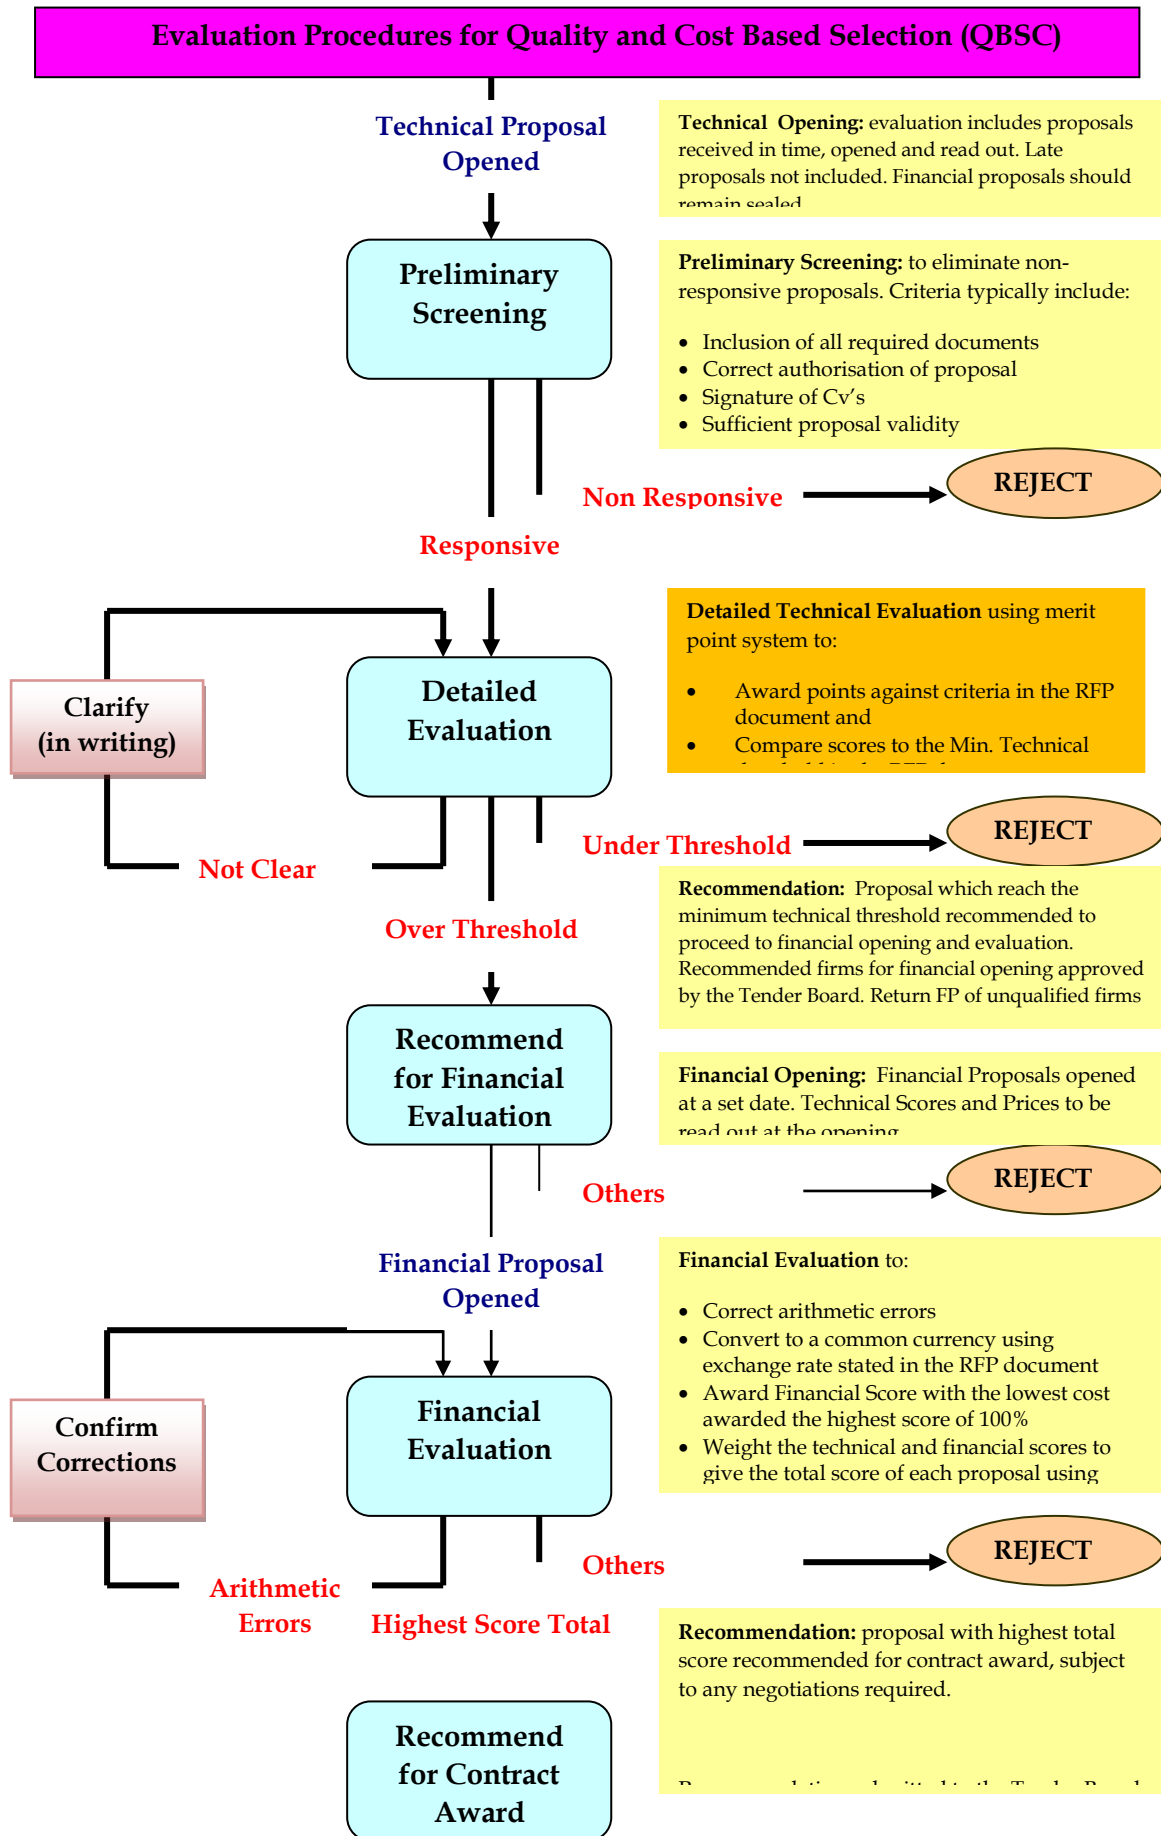 Evaluation Procedures for Quality and Cost Based Selection (QBSC)
Technical Proposal
Opened
Technical Opening: evaluation includes proposals
received in time, opened and read out. Late
proposals not included. Financial proposals should
remain sealed
Preliminary
Screening
Preliminary Screening: to eliminate non-
responsive proposals. Criteria typically include:
• Inclusion of all required documents
• Correct authorisation of proposal
• Signature of Cv's
• Sufficient proposal validity
Non Responsive
REJECT
Responsive
Clarify
(in writing)
Detailed
Evaluation
Detailed Technical Evaluation using merit
point system to:
• Award points against criteria in the RFP
document and
• Compare scores to the Min. Technical
Under Threshold
REJECT
Not Clear
Over Threshold
Recommendation: Proposal which reach the
minimum technical threshold recommended to
proceed to financial opening and evaluation.
Recommended firms for financial opening approved
by the Tender Board. Return FP of unqualified firms
Recommend
for Financial
Evaluation
Financial Opening: Financial Proposals opened
at a set date. Technical Scores and Prices to be
read out at the opening
Others
REJECT
Financial Proposal
Opened
Financial Evaluation to:
• Correct arithmetic errors
• Convert to a common currency using
exchange rate stated in the RFP document
• Award Financial Score with the lowest cost
awarded the highest score of 100%
• Weight the technical and financial scores to
give the total score of each proposal using
Confirm
Corrections
Financial
Evaluation
Others
REJECT
Arithmetic
Errors
Highest Score Total
Recommendation: proposal with highest total
score recommended for contract award, subject
to any negotiations required.
Recommend
for Contract
Award